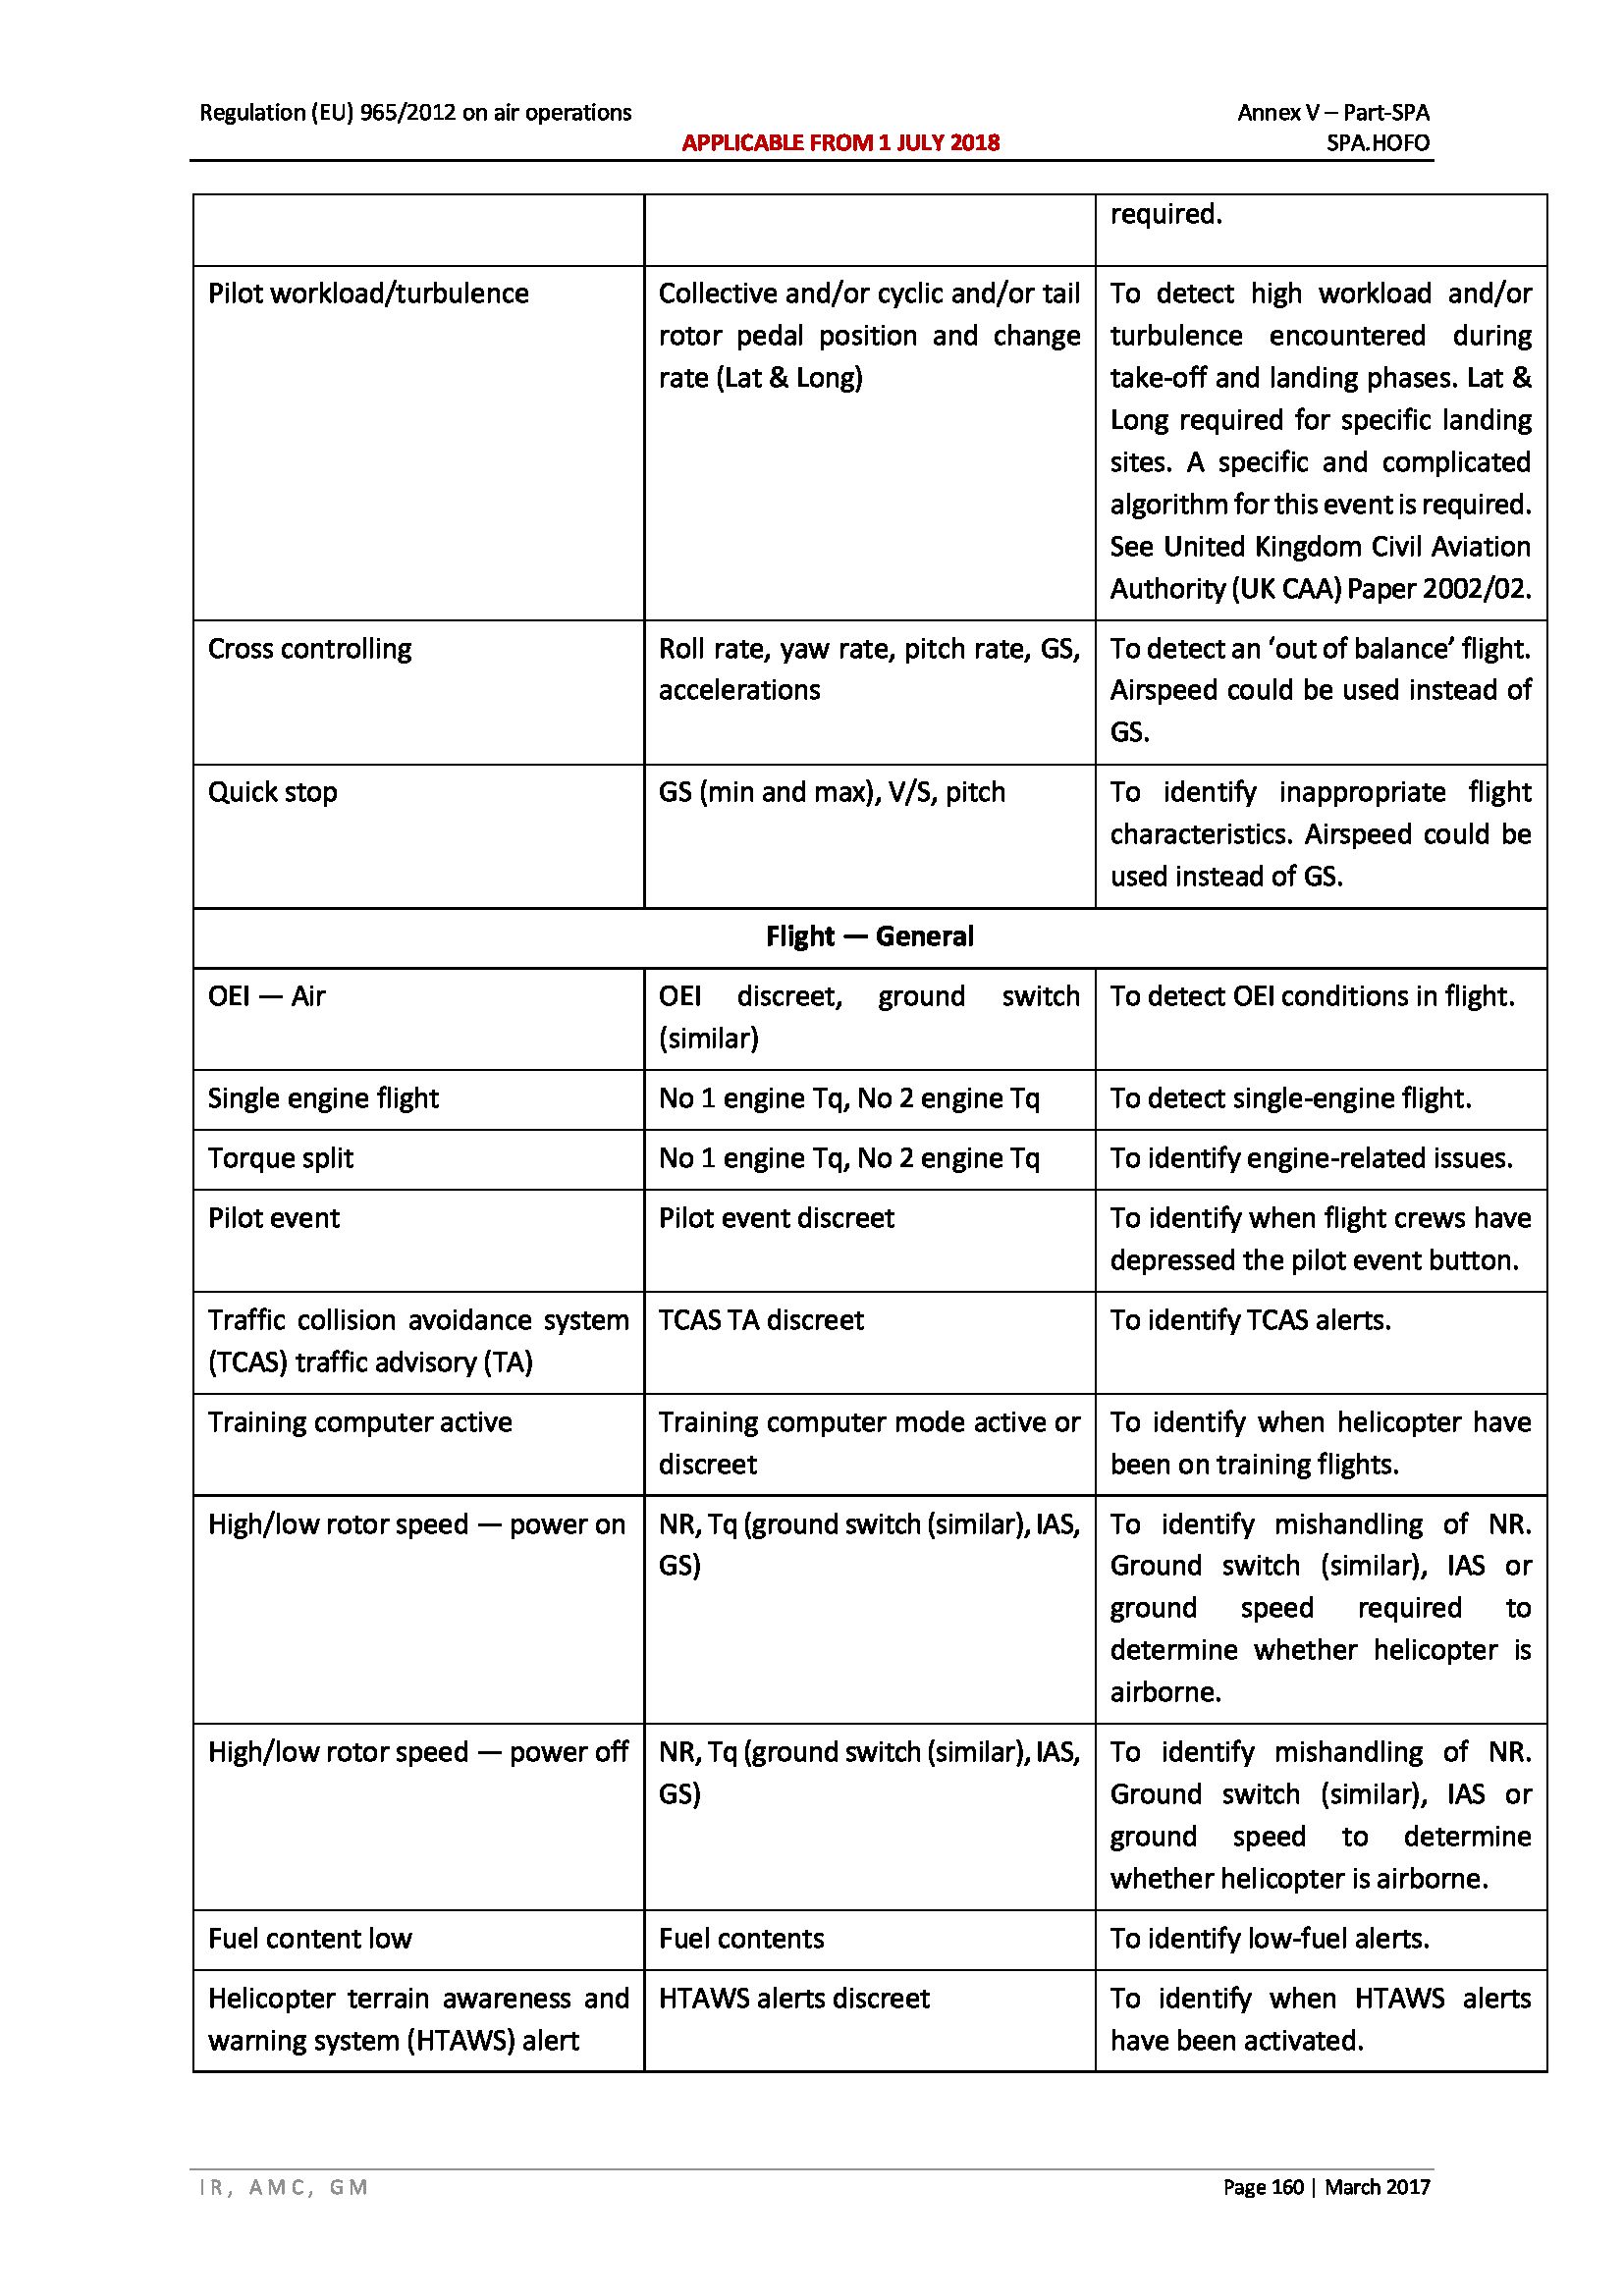 Regulation (EU) 965/2012 on air operations
Annex V – Part-SPA
APPLICABLE FROM 1 JULY 2018
SPA.HOFO
required.
Pilot workload/turbulence
Collective and/or cyclic and/or tail
rotor pedal position and change
rate (Lat & Long)
To detect high workload and/or
turbulence encountered during
take-off and landing phases. Lat &
Long required for specific landing
sites. A specific and complicated
algorithm for this event is required.
See United Kingdom Civil Aviation
Authority (UK CAA) Paper 2002/02.
Cross controlling
Roll rate, yaw rate, pitch rate, GS,
accelerations
To detect an ‘out of balance’ flight.
Airspeed could be used instead of
GS.
Quick stop
GS (min and max), V/S, pitch
To identify inappropriate flight
characteristics. Airspeed could be
used instead of GS.
Flight — General
OEI — Air
OEI discreet, ground switch
(similar)
To detect OEI conditions in flight.
Single engine flight
No 1 engine Tq, No 2 engine Tq
To detect single-engine flight.
Torque split
No 1 engine Tq, No 2 engine Tq
To identify engine-related issues.
Pilot event
Pilot event discreet
To identify when flight crews have
depressed the pilot event button.
Traffic collision avoidance system
(TCAS) traffic advisory (TA)
TCAS TA discreet
To identify TCAS alerts.
Training computer active
Training computer mode active or
discreet
To identify when helicopter have
been on training flights.
High/low rotor speed — power on
NR, Tq (ground switch (similar), IAS,
GS)
To identify mishandling of NR.
Ground switch (similar), IAS or
ground speed required to
determine whether helicopter is
airborne.
High/low rotor speed — power off
NR, Tq (ground switch (similar), IAS,
GS)
To identify mishandling of NR.
Ground switch (similar), IAS or
ground speed to determine
whether helicopter is airborne.
Fuel content low
Fuel contents
To identify low-fuel alerts.
Helicopter terrain awareness and
warning system (HTAWS) alert
HTAWS alerts discreet
To identify when HTAWS alerts
have been activated.
IR, AMC, GM
Page 160 | March 2017